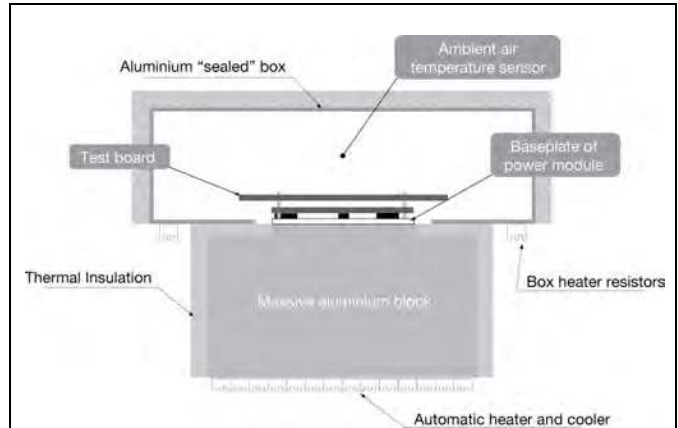 Ambient air
temperature sensor
Aluminium “sealed” box
Test board
Baseplate of
power module
Thermal Insulation
Box heater resistors
Massive aluminium block
Automatic heater and cooler